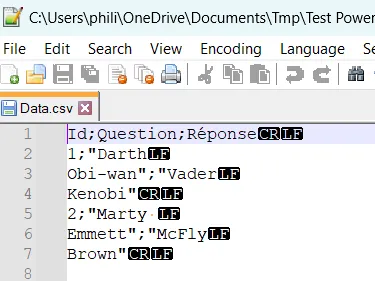 C:\Users\phili\OneDrive\Documents\Tmp\Test Power
File Edit Search View Encoding Language Se
Data.csv
1 Id;Question;RéponseCRLF
2 1;"DarthLF
3 Obi-wan";"VaderLF
4 Kenobi"CRLF
5 2;"Marty·LF
6 Emmett";"McFlyLF
7 Brown"CRLF
8